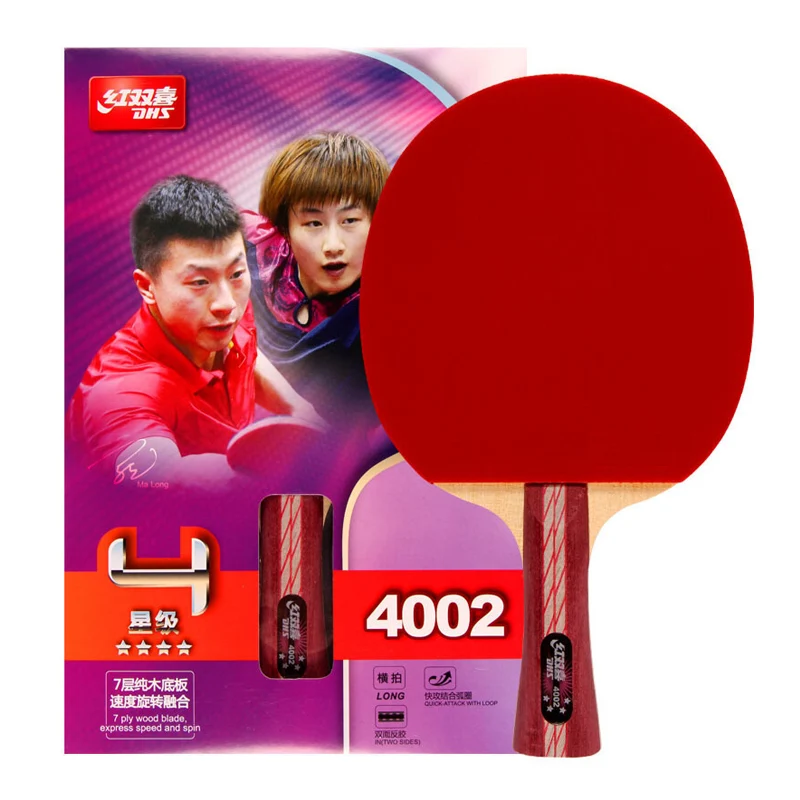 红双喜
DHS
Ma Long
4
星级
7层纯木底板
速度旋转融合
7 ply wood blade,
express speed and spin
红双喜
DHS
4002
4002
横拍
LONG
快攻结合弧圈
QUICK-ATTACK WITH LOOP
双面反胶
IN(TWO SIDES)
红双喜
DHS
4002